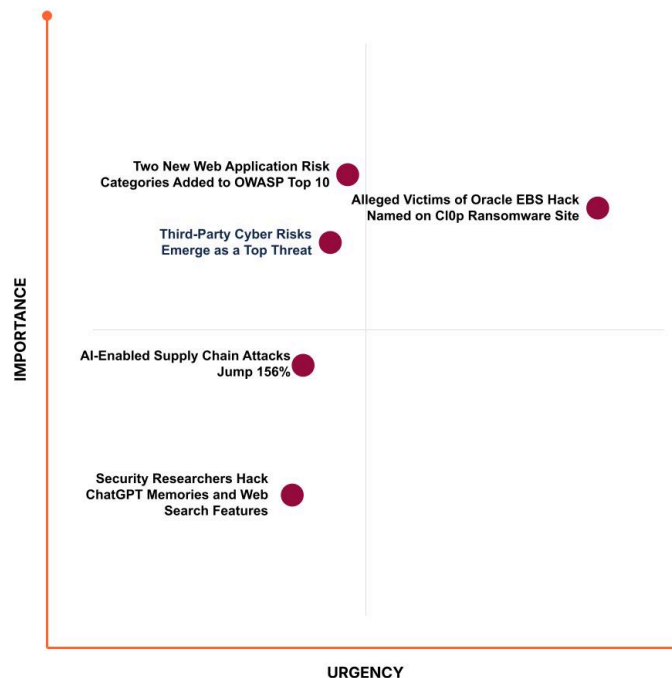 Two New Web Application Risk
Categories Added to OWASP Top 10
Alleged Victims of Oracle EBS Hack
Named on Cl0p Ransomware Site
Third-Party Cyber Risks
Emerge as a Top Threat
IMPORTANCE
AI-Enabled Supply Chain Attacks
Jump 156%
Security Researchers Hack
ChatGPT Memories and Web
Search Features
URGENCY